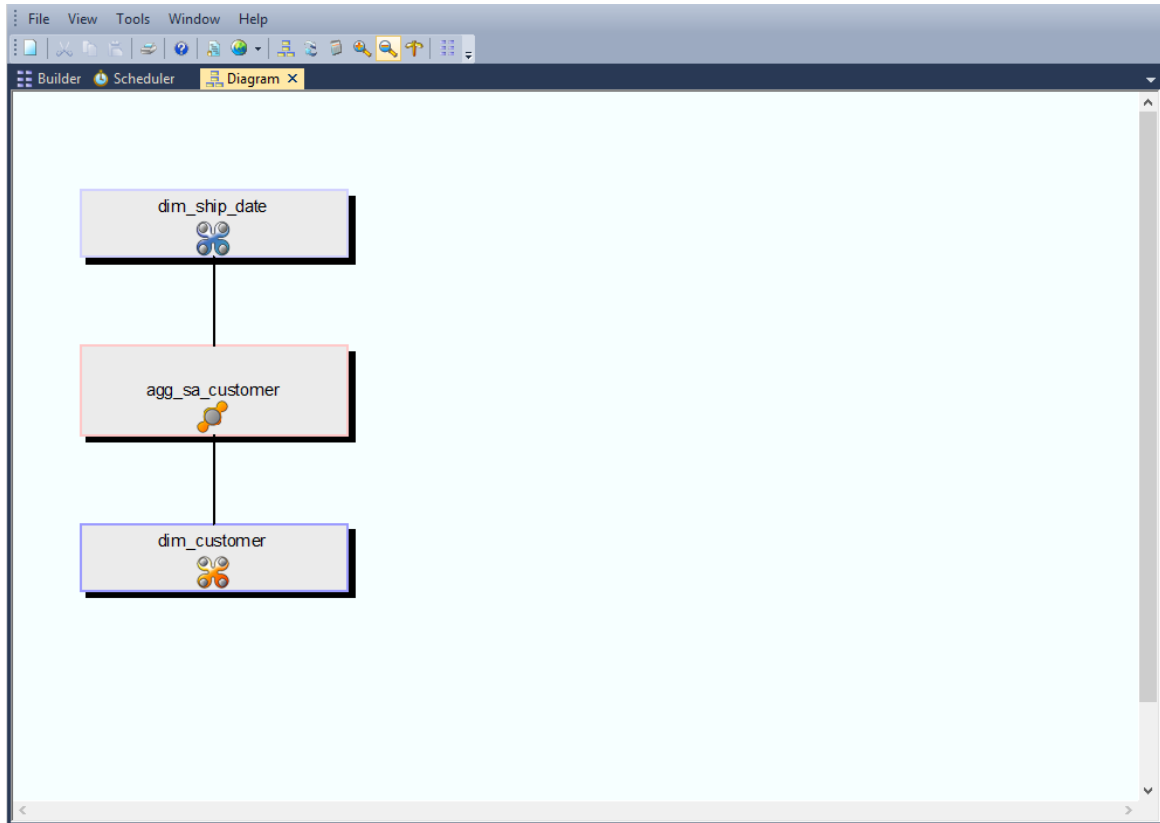 File View Tools Window Help
Builder Scheduler Diagram
dim_ship_date
agg_sa_customer
dim_customer